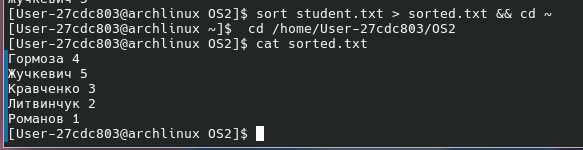 Жучкевич 5
[User-27cdc803@archlinux OS2]$ sort student.txt > sorted.txt && cd ~
[User-27cdc803@archlinux ~]$  cd /home/User-27cdc803/OS2
[User-27cdc803@archlinux OS2]$ cat sorted.txt
Гормоза 4
Жучкевич 5
Кравченко 3
Литвинчук 2
Романов 1
[User-27cdc803@archlinux OS2]$